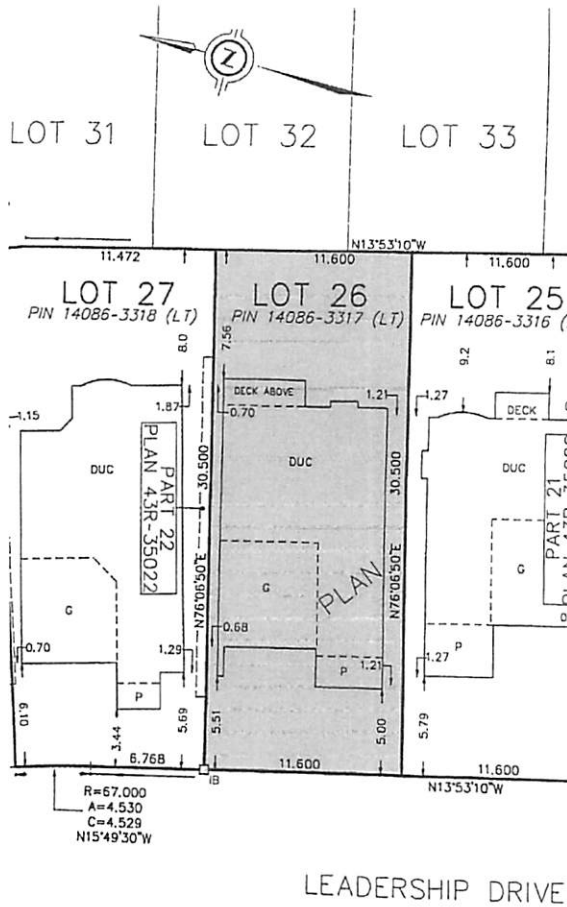 Z
LOT 31
LOT 32
LOT 33
N13°53'10"W
11.472
11.600
11.600
LOT 27
LOT 26
LOT 25
PIN 14086-3318 (LT)
PIN 14086-3317 (LT)
PIN 14086-3316 (
8.0
7.56
9.2
8.1
1.15
1.87
0.70
DECK ABOVE
1.21
1.27
DECK
DUC
PART 22
PLAN 43R-35022
30.500
DUC
30.500
DUC
PART 21
G
N76°06'50"E
G
PLAN
N76°06'50"E
G
0.70
1.29
0.68
1.21
1.27
P
P
P
6.10
3.44
5.69
5.51
5.00
5.79
6.768
11.600
11.600
IB
N13°53'10"W
R=67.000
A=4.530
C=4.529
N15°49'30"W
LEADERSHIP DRIVE